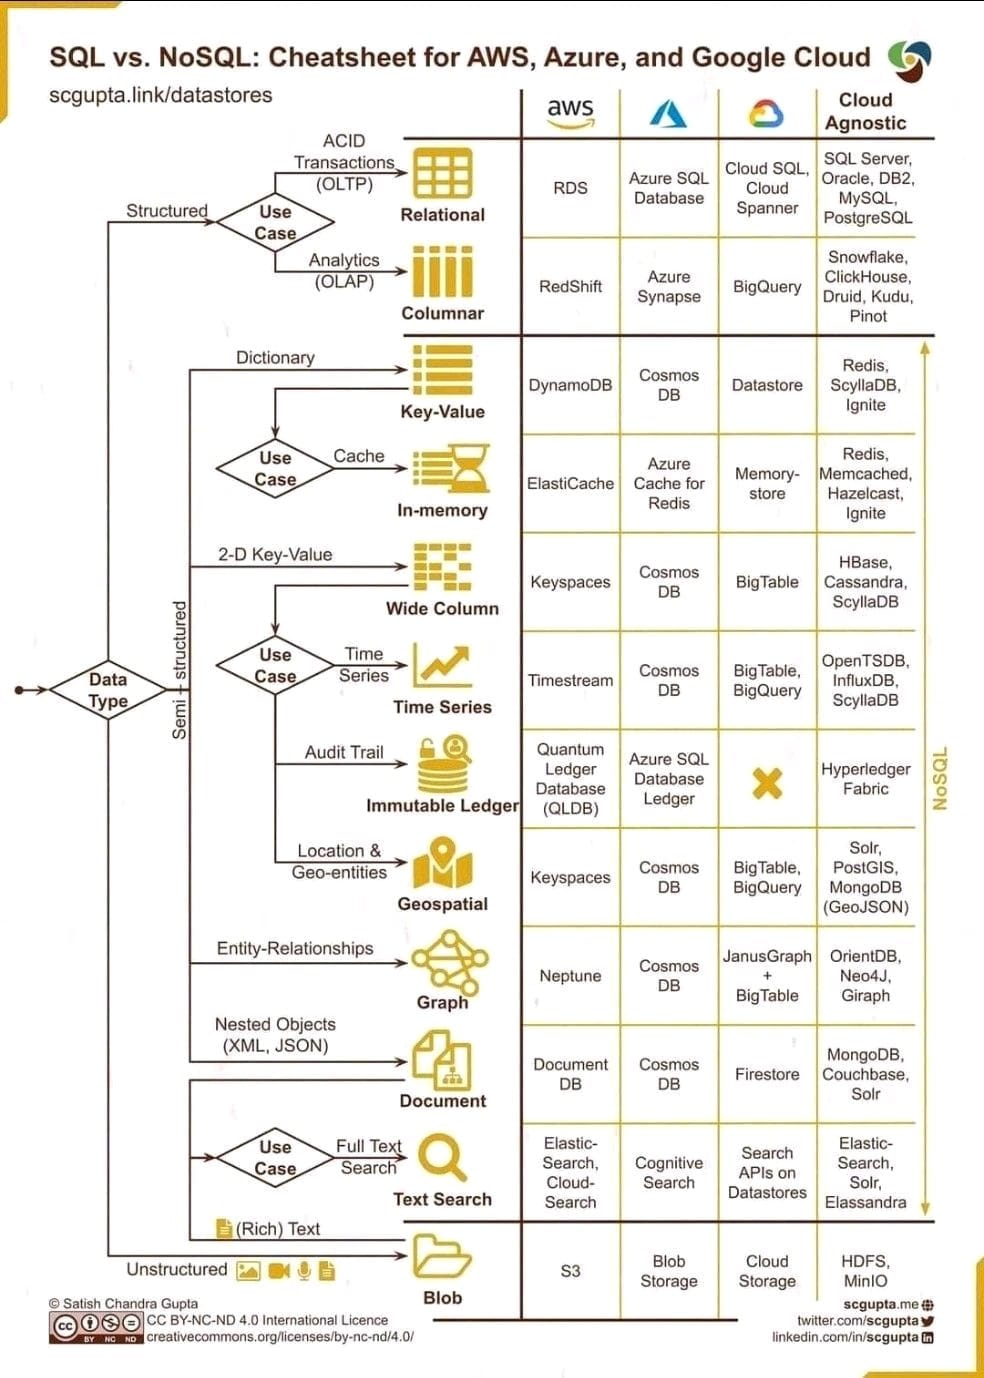 SQL vs. NoSQL: Cheatsheet for AWS, Azure, and Google Cloud
scgupta.link/datastores
aws
Cloud
Agnostic
ACID
Transactions
(OLTP)
Structured
Use
Case
Relational
RDS
Azure SQL
Database
Cloud SQL,
Cloud
Spanner
SQL Server,
Oracle, DB2,
MySQL,
PostgreSQL
Analytics
(OLAP)
Columnar
RedShift
Azure
Synapse
BigQuery
Snowflake,
ClickHouse,
Druid, Kudu,
Pinot
Dictionary
Key-Value
DynamoDB
Cosmos
DB
Datastore
Redis,
ScyllaDB,
Ignite
Use
Case
Cache
In-memory
ElastiCache
Azure
Cache for
Redis
Memory-
store
Redis,
Memcached,
Hazelcast,
Ignite
2-D Key-Value
Wide Column
Keyspaces
Cosmos
DB
BigTable
HBase,
Cassandra,
ScyllaDB
Semi - structured
Data
Type
Use
Case
Time
Series
Time Series
Timestream
Cosmos
DB
BigTable,
BigQuery
OpenTSDB,
InfluxDB,
ScyllaDB
Audit Trail
Immutable Ledger
Quantum
Ledger
Database
(QLDB)
Azure SQL
Database
Ledger
Hyperledger
Fabric
NoSQL
Location &
Geo-entities
Geospatial
Keyspaces
Cosmos
DB
BigTable,
BigQuery
Solr,
PostGIS,
MongoDB
(GeoJSON)
Entity-Relationships
Graph
Neptune
Cosmos
DB
JanusGraph
+
BigTable
OrientDB,
Neo4J,
Giraph
Nested Objects
(XML, JSON)
Document
Document
DB
Cosmos
DB
Firestore
MongoDB,
Couchbase,
Solr
Use
Case
Full Text
Search
Text Search
Elastic-
Search,
Cloud-
Search
Cognitive
Search
Search
APIs on
Datastores
Elastic-
Search,
Solr,
Elassandra
(Rich) Text
Unstructured
Blob
S3
Blob
Storage
Cloud
Storage
HDFS,
MinIO
© Satish Chandra Gupta
CC BY-NC-ND 4.0 International Licence
creativecommons.org/licenses/by-nc-nd/4.0/
cc
BY NC ND
scgupta.me
twitter.com/scgupta
linkedin.com/in/scgupta